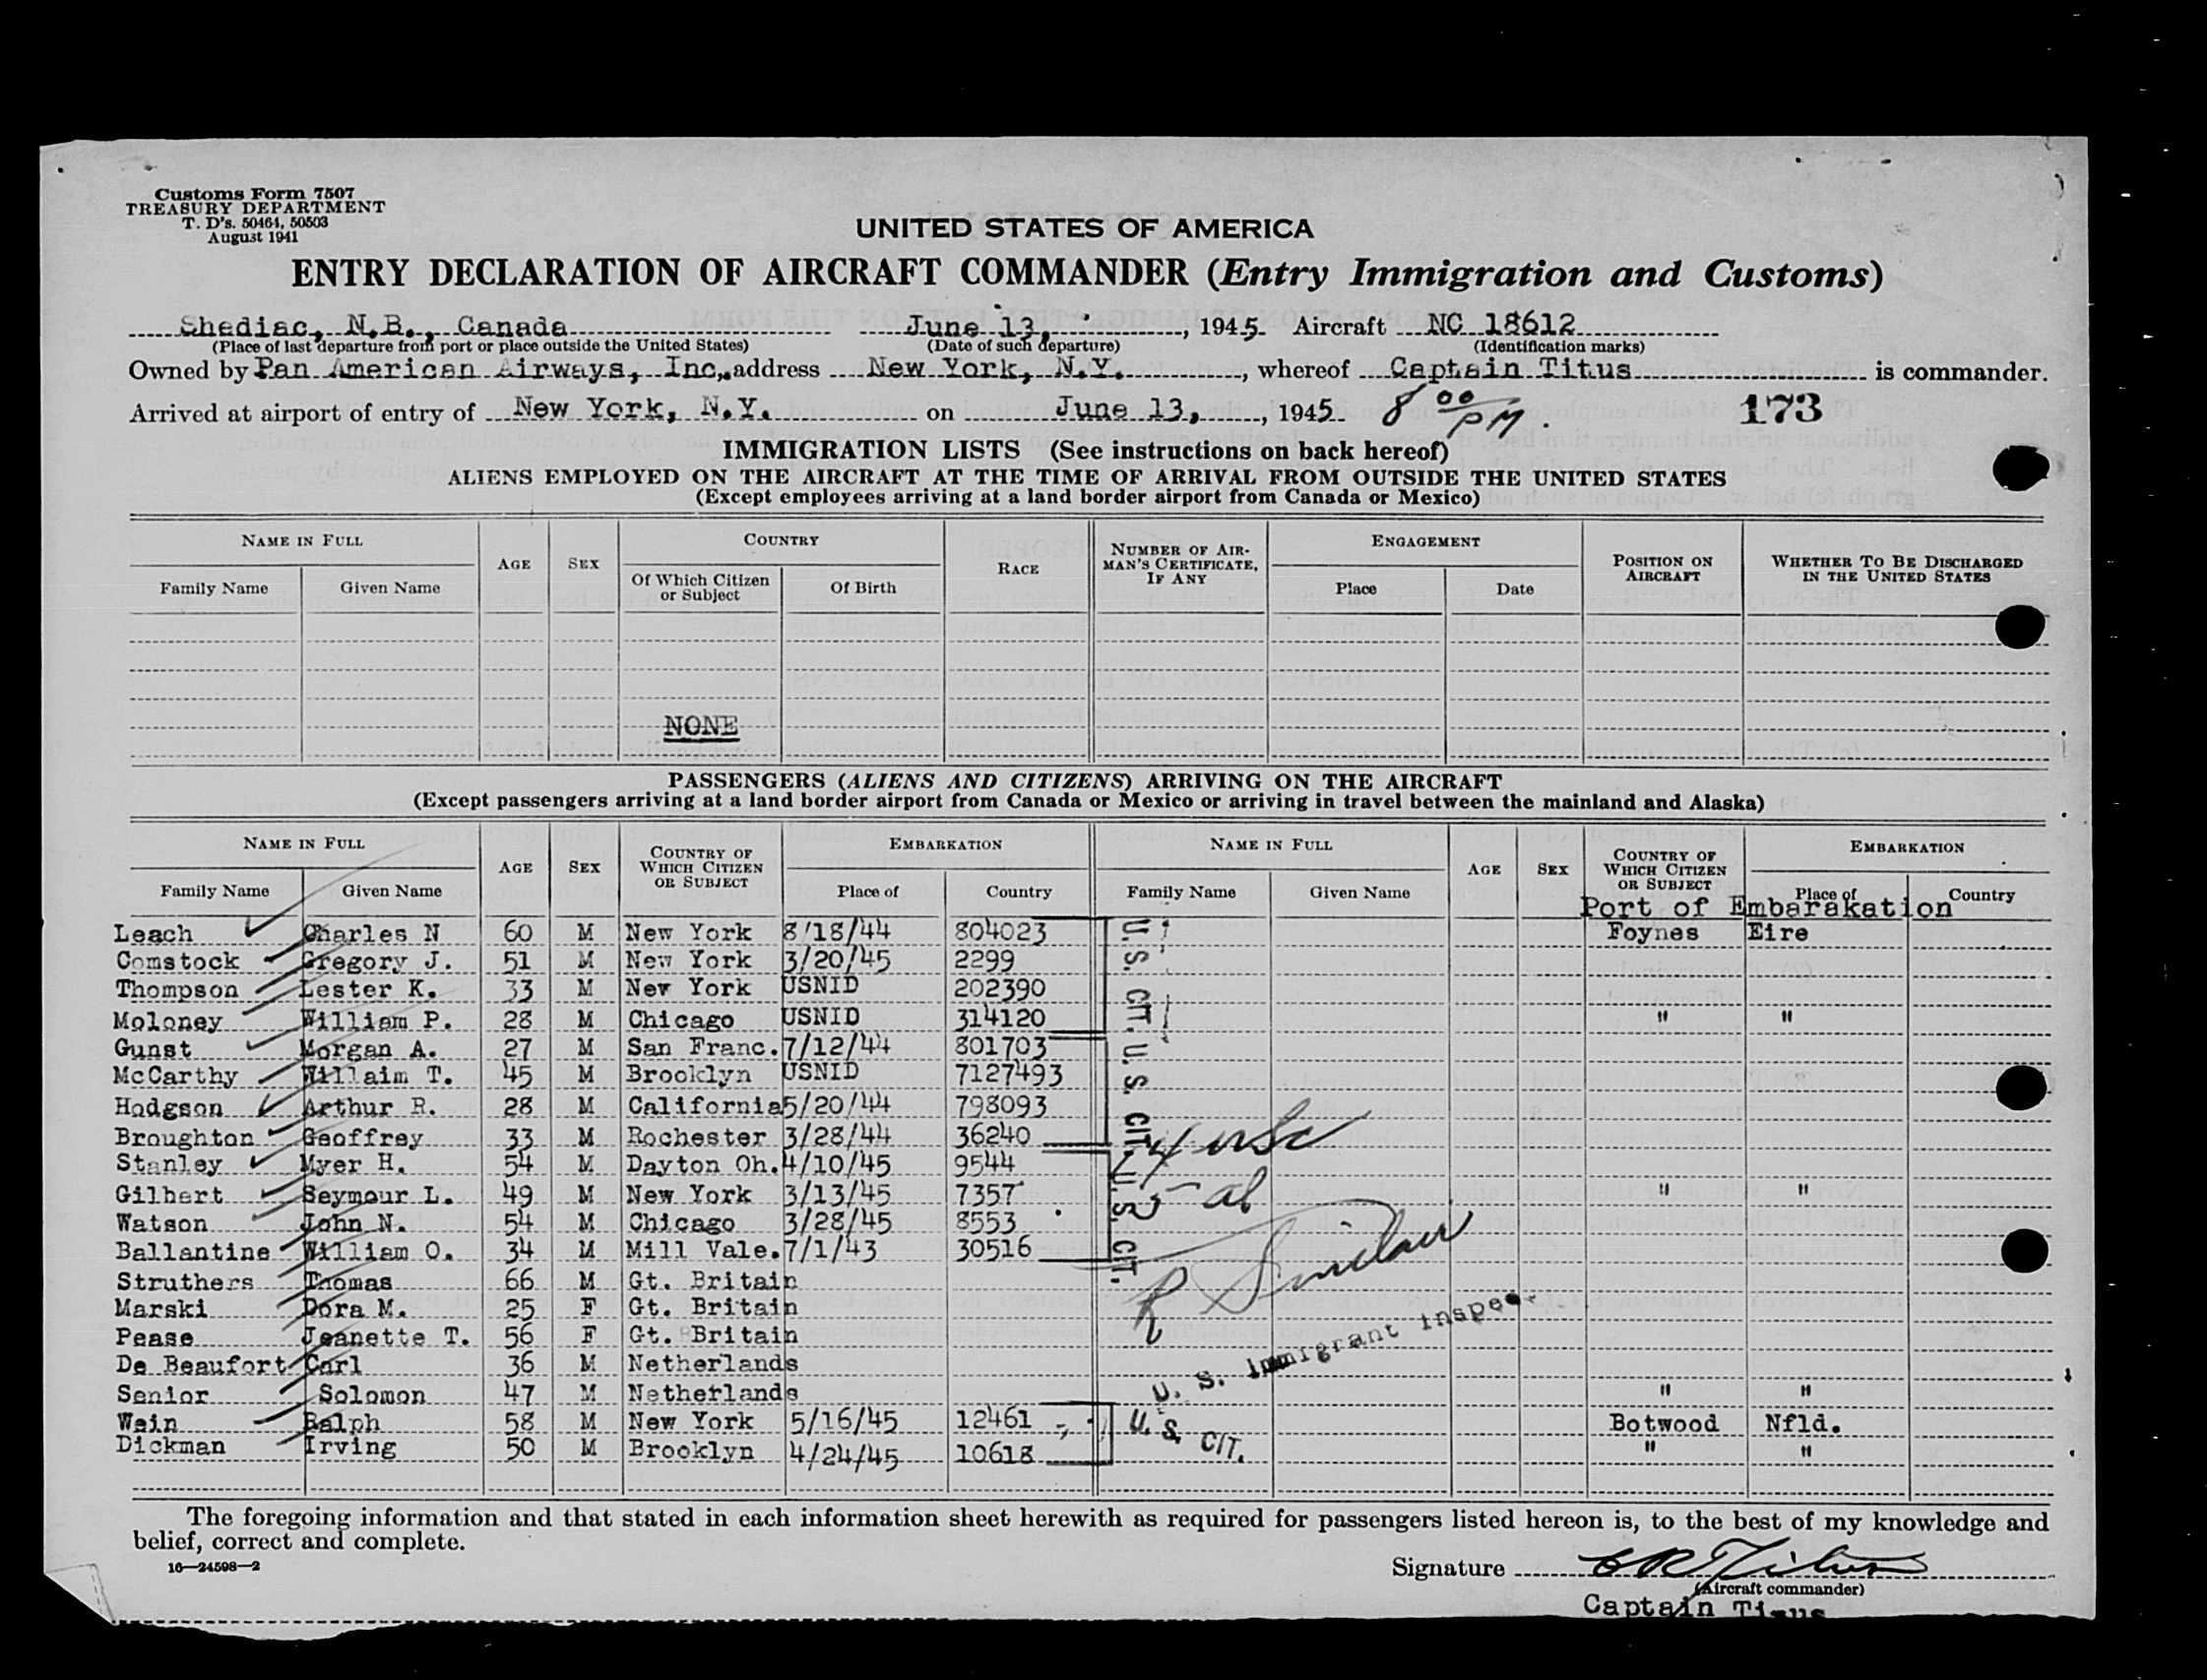 Customs Form 7507
TREASURY DEPARTMENT
T. D's. 50464, 50503
August 1941
UNITED STATES OF AMERICA
ENTRY DECLARATION OF AIRCRAFT COMMANDER (Entry Immigration and Customs)
Shediac, N.B., Canada June 13, , 1945 Aircraft NC 18612
(Place of last departure from port or place outside the United States) (Date of such departure) (Identification marks)
Owned by Pan American Airways, Inc. address New York, N.Y. , whereof Captain Titus is commander.
Arrived at airport of entry of New York, N.Y. on June 13, , 1945 8 00 PM. 173
IMMIGRATION LISTS (See instructions on back hereof)
ALIENS EMPLOYED ON THE AIRCRAFT AT THE TIME OF ARRIVAL FROM OUTSIDE THE UNITED STATES
(Except employees arriving at a land border airport from Canada or Mexico)
NAME IN FULL AGE SEX COUNTRY RACE NUMBER OF AIRMAN'S CERTIFICATE, IF ANY ENGAGEMENT POSITION ON AIRCRAFT WHETHER TO BE DISCHARGED IN THE UNITED STATES
Family Name Given Name Of Which Citizen or Subject Of Birth Place Date
NONE
PASSENGERS (ALIENS AND CITIZENS) ARRIVING ON THE AIRCRAFT
(Except passengers arriving at a land border airport from Canada or Mexico or arriving in travel between the mainland and Alaska)
NAME IN FULL AGE SEX COUNTRY OF WHICH CITIZEN OR SUBJECT EMBARKATION NAME IN FULL AGE SEX COUNTRY OF WHICH CITIZEN OR SUBJECT EMBARKATION
Family Name Given Name Place of Country Family Name Given Name Place of Country
Port of Embarakation
Leach Charles N 60 M New York 8/18/44 804023 U. S. CIT. Foynes Eire
Comstock Gregory J. 51 M New York 3/20/45 2299
Thompson Lester K. 33 M New York USNID 202390
Moloney William P. 28 M Chicago USNID 314120 " "
Gunst Morgan A. 27 M San Franc. 7/12/44 801703 U. S. CIT.
McCarthy Willaim T. 45 M Brooklyn USNID 7127493
Hodgson Arthur R. 28 M California 5/20/44 798093
Broughton Geoffrey 33 M Rochester 3/28/44 36240
Stanley Myer H. 54 M Dayton Oh. 4/10/45 9544 U. S. CIT.
Gilbert Seymour L. 49 M New York 3/13/45 7357 " "
Watson John N. 54 M Chicago 3/28/45 8553
Ballantine William O. 34 M Mill Vale. 7/1/43 30516
Struthers Thomas 66 M Gt. Britain
Marski Dora M. 25 F Gt. Britain
Pease Jeanette T. 56 F Gt. Britain
De Beaufort Carl 36 M Netherlands
Senior Solomon 47 M Netherlands " "
Wein Ralph 58 M New York 5/16/45 12461 U. S. CIT. Botwood Nfld.
Dickman Irving 50 M Brooklyn 4/24/45 10618 " "
R Sinclair
U. S. Immigrant Inspec.
The foregoing information and that stated in each information sheet herewith as required for passengers listed hereon is, to the best of my knowledge and
belief, correct and complete.
16—24598—2
Signature C R Titus
(Aircraft commander)
Captain Titus